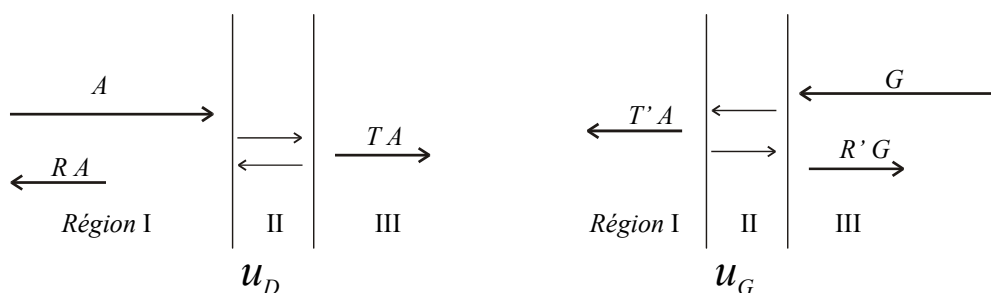 A
R A
T A
Région I
II
III
u_D
G
T’ A
R’ G
Région I
II
III
u_G